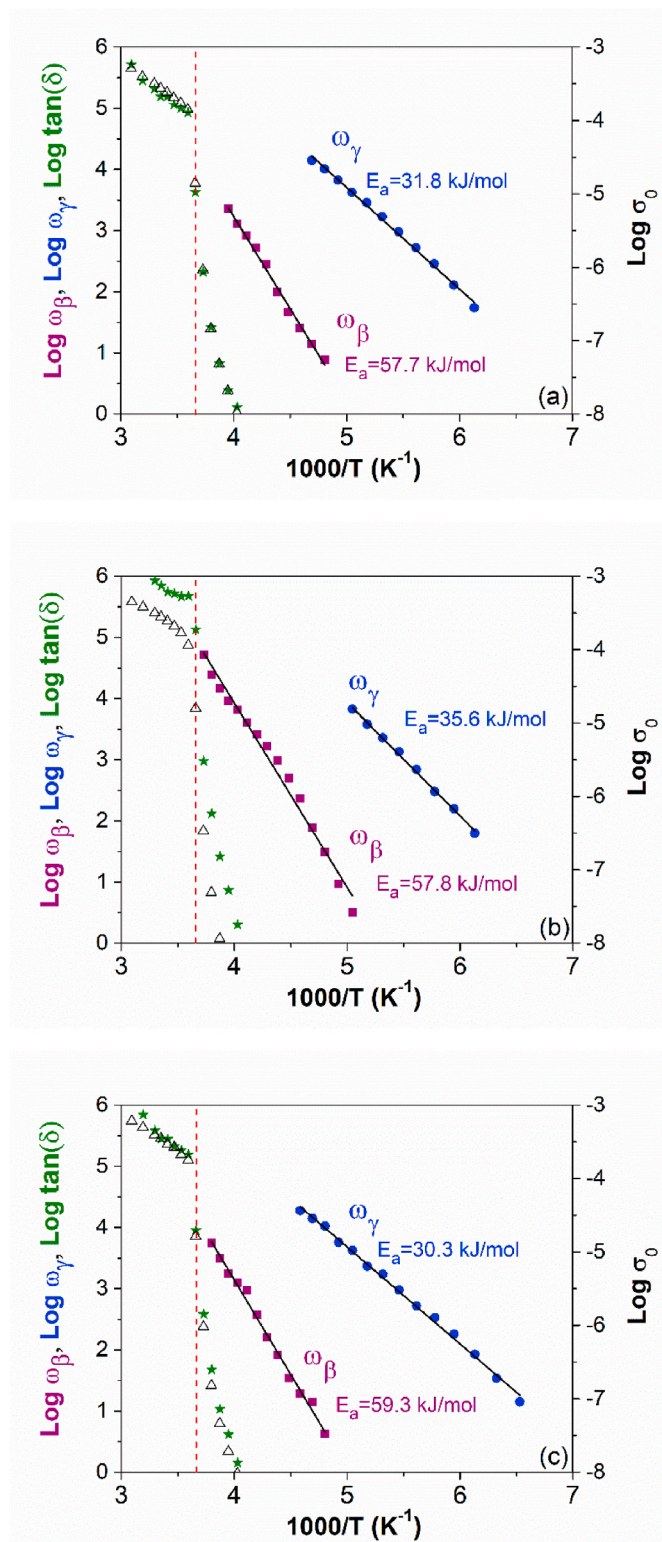 Log ωβ, Log ωγ, Log tan(δ)
6
5
4
3
2
1
0
ωγ
Ea=31.8 kJ/mol
ωβ
Ea=57.7 kJ/mol
(a)
-3
-4
-5
-6
-7
-8
Log σ0
3 4 5 6 7
1000/T (K-1)
Log ωβ, Log ωγ, Log tan(δ)
6
5
4
3
2
1
0
ωγ
Ea=35.6 kJ/mol
ωβ
Ea=57.8 kJ/mol
(b)
-3
-4
-5
-6
-7
-8
Log σ0
3 4 5 6 7
1000/T (K-1)
Log ωβ, Log ωγ, Log tan(δ)
6
5
4
3
2
1
0
ωγ
Ea=30.3 kJ/mol
ωβ
Ea=59.3 kJ/mol
(c)
-3
-4
-5
-6
-7
-8
Log σ0
3 4 5 6 7
1000/T (K-1)